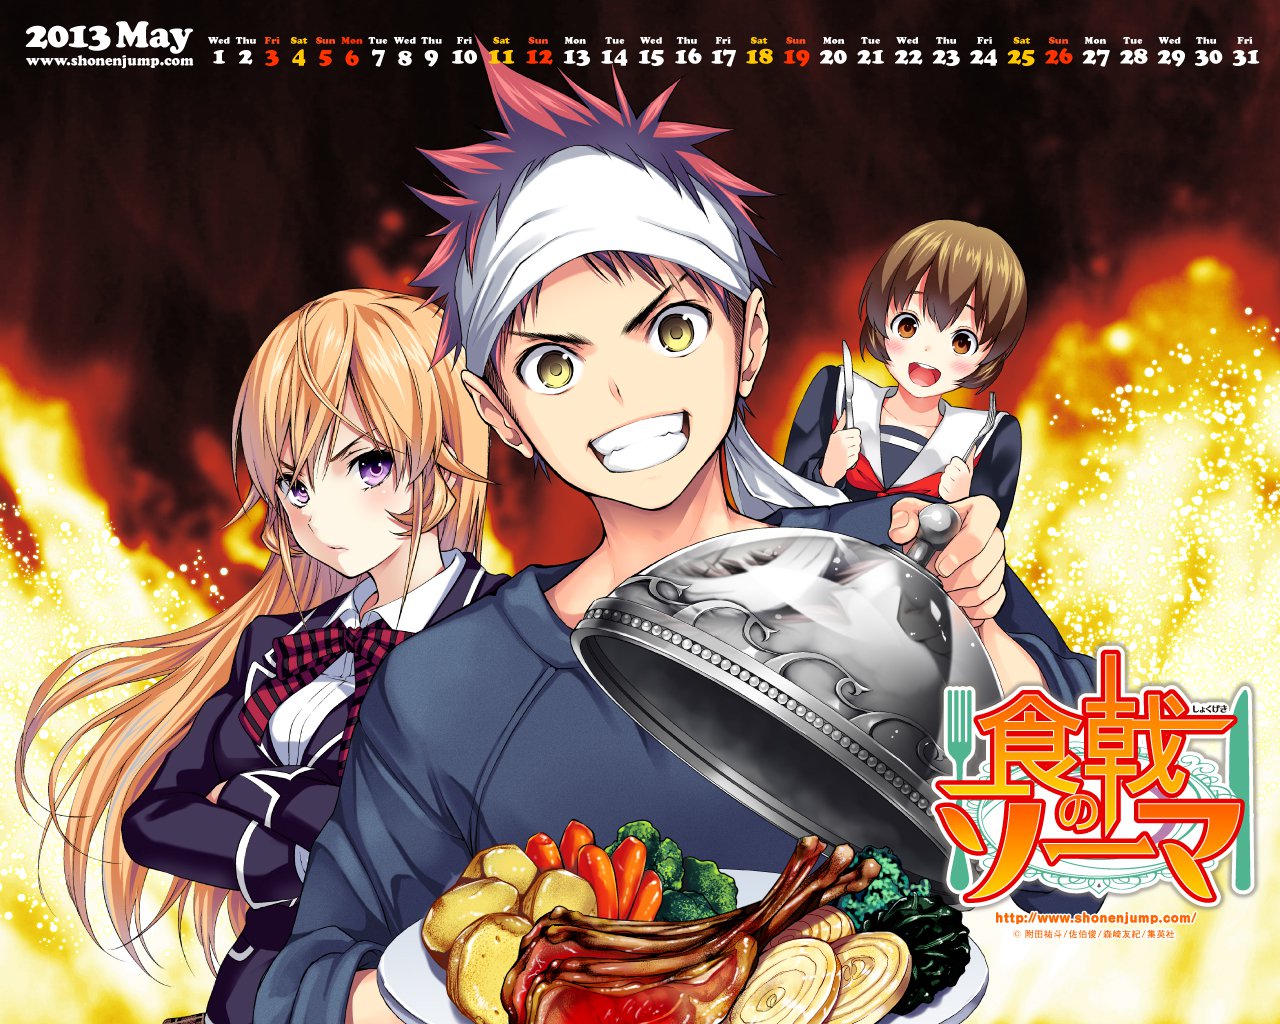 2013 May
www.shonenjump.com
Wed Thu Fri Sat Sun Mon Tue Wed Thu Fri Sat Sun Mon Tue Wed Thu Fri Sat Sun Mon Tue Wed Thu Fri Sat Sun Mon Tue Wed Thu Fri
1 2 3 4 5 6 7 8 9 10 11 12 13 14 15 16 17 18 19 20 21 22 23 24 25 26 27 28 29 30 31
しょくげき
食戟の
ソーマ
http://www.shonenjump.com/
© 附田祐斗/佐伯俊/森崎友紀/集英社